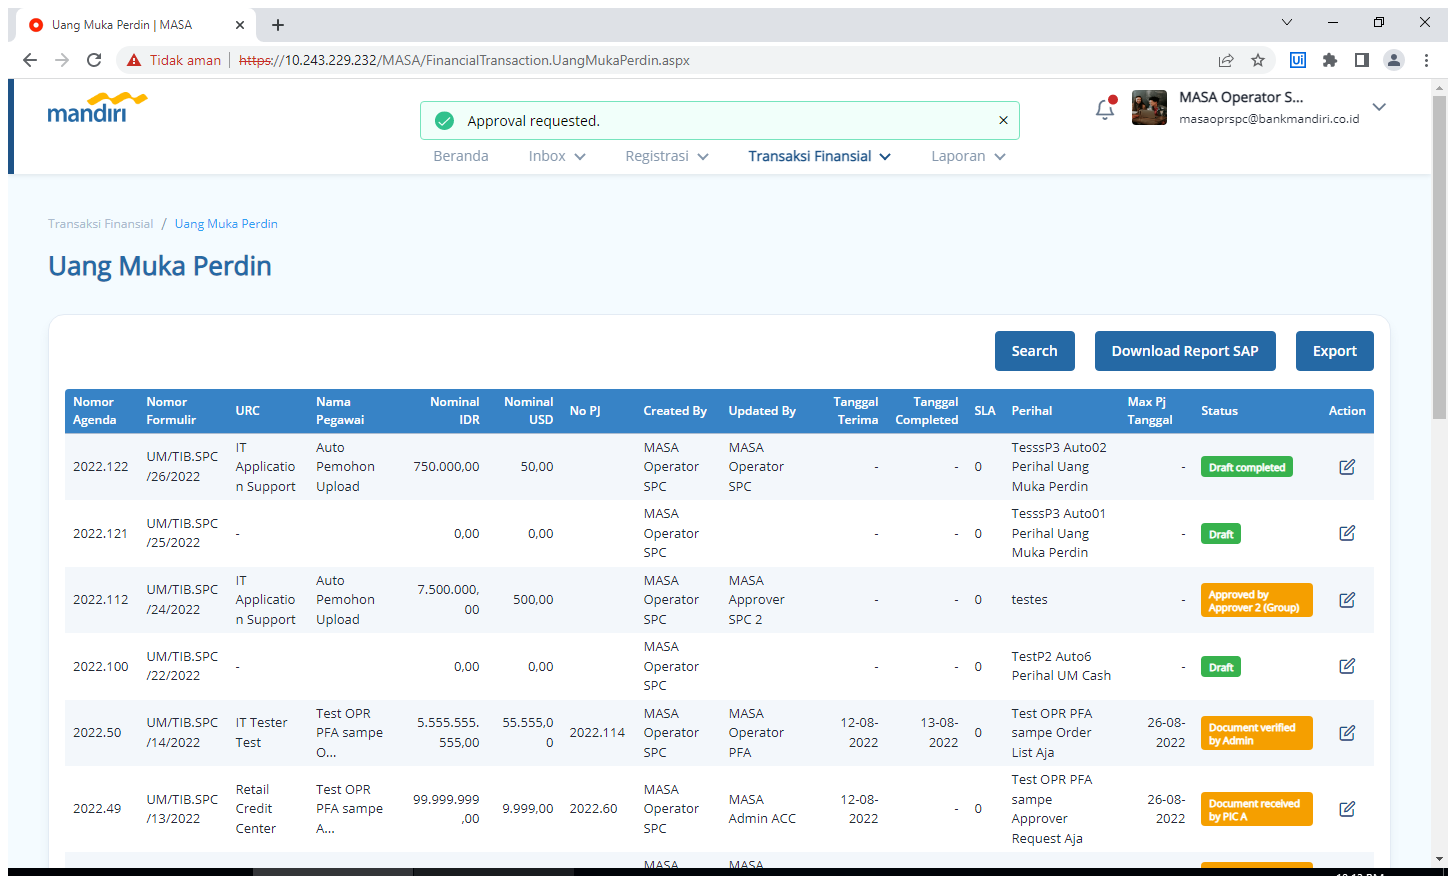 Uang Muka Perdin | MASA
Tidak aman | https://10.243.229.232/MASA/FinancialTransaction.UangMukaPerdin.aspx
Ui
mandiri
Approval requested.
MASA Operator S...
masaoprspc@bankmandiri.co.id
Beranda Inbox Registrasi Transaksi Finansial Laporan
Transaksi Finansial / Uang Muka Perdin
Uang Muka Perdin
Search Download Report SAP Export
Nomor Agenda Nomor Formulir URC Nama Pegawai Nominal IDR Nominal USD No PJ Created By Updated By Tanggal Terima Tanggal Completed SLA Perihal Max Pj Tanggal Status Action
2022.122 UM/TIB.SPC/26/2022 IT Application Support Auto Pemohon Upload 750.000,00 50,00 MASA Operator SPC MASA Operator SPC - - 0 TesssP3 Auto02 Perihal Uang Muka Perdin - Draft completed
2022.121 UM/TIB.SPC/25/2022 - 0,00 0,00 MASA Operator SPC - - 0 TesssP3 Auto01 Perihal Uang Muka Perdin - Draft
2022.112 UM/TIB.SPC/24/2022 IT Application Support Auto Pemohon Upload 7.500.000,00 500,00 MASA Operator SPC MASA Approver SPC 2 - - 0 testes - Approved by Approver 2 (Group)
2022.100 UM/TIB.SPC/22/2022 - 0,00 0,00 MASA Operator SPC - - 0 TestP2 Auto6 Perihal UM Cash - Draft
2022.50 UM/TIB.SPC/14/2022 IT Tester Test Test OPR PFA sampe O... 5.555.555.555,00 55.555,00 2022.114 MASA Operator SPC MASA Operator PFA 12-08-2022 13-08-2022 0 Test OPR PFA sampe Order List Aja 26-08-2022 Document verified by Admin
2022.49 UM/TIB.SPC/13/2022 Retail Credit Center Test OPR PFA sampe A... 99.999.999,00 9.999,00 2022.60 MASA Operator SPC MASA Admin ACC 12-08-2022 - 0 Test OPR PFA sampe Approver Request Aja 26-08-2022 Document received by PIC A
MASA MASA